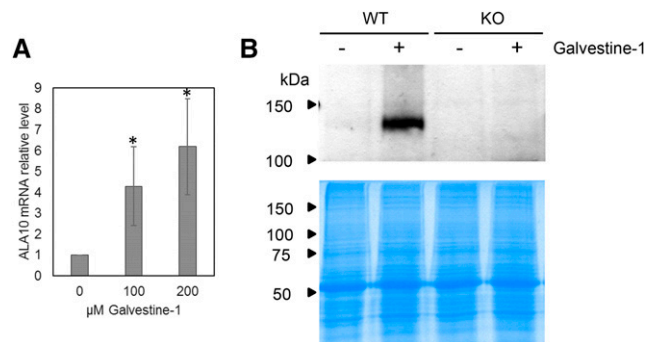 A
ALA10 mRNA relative level
9
8
7
6
5
4
3
2
1
0
* *
0 100 200
µM Galvestine-1
B
WT KO
- + - + Galvestine-1
kDa
150
100
150
100
75
50